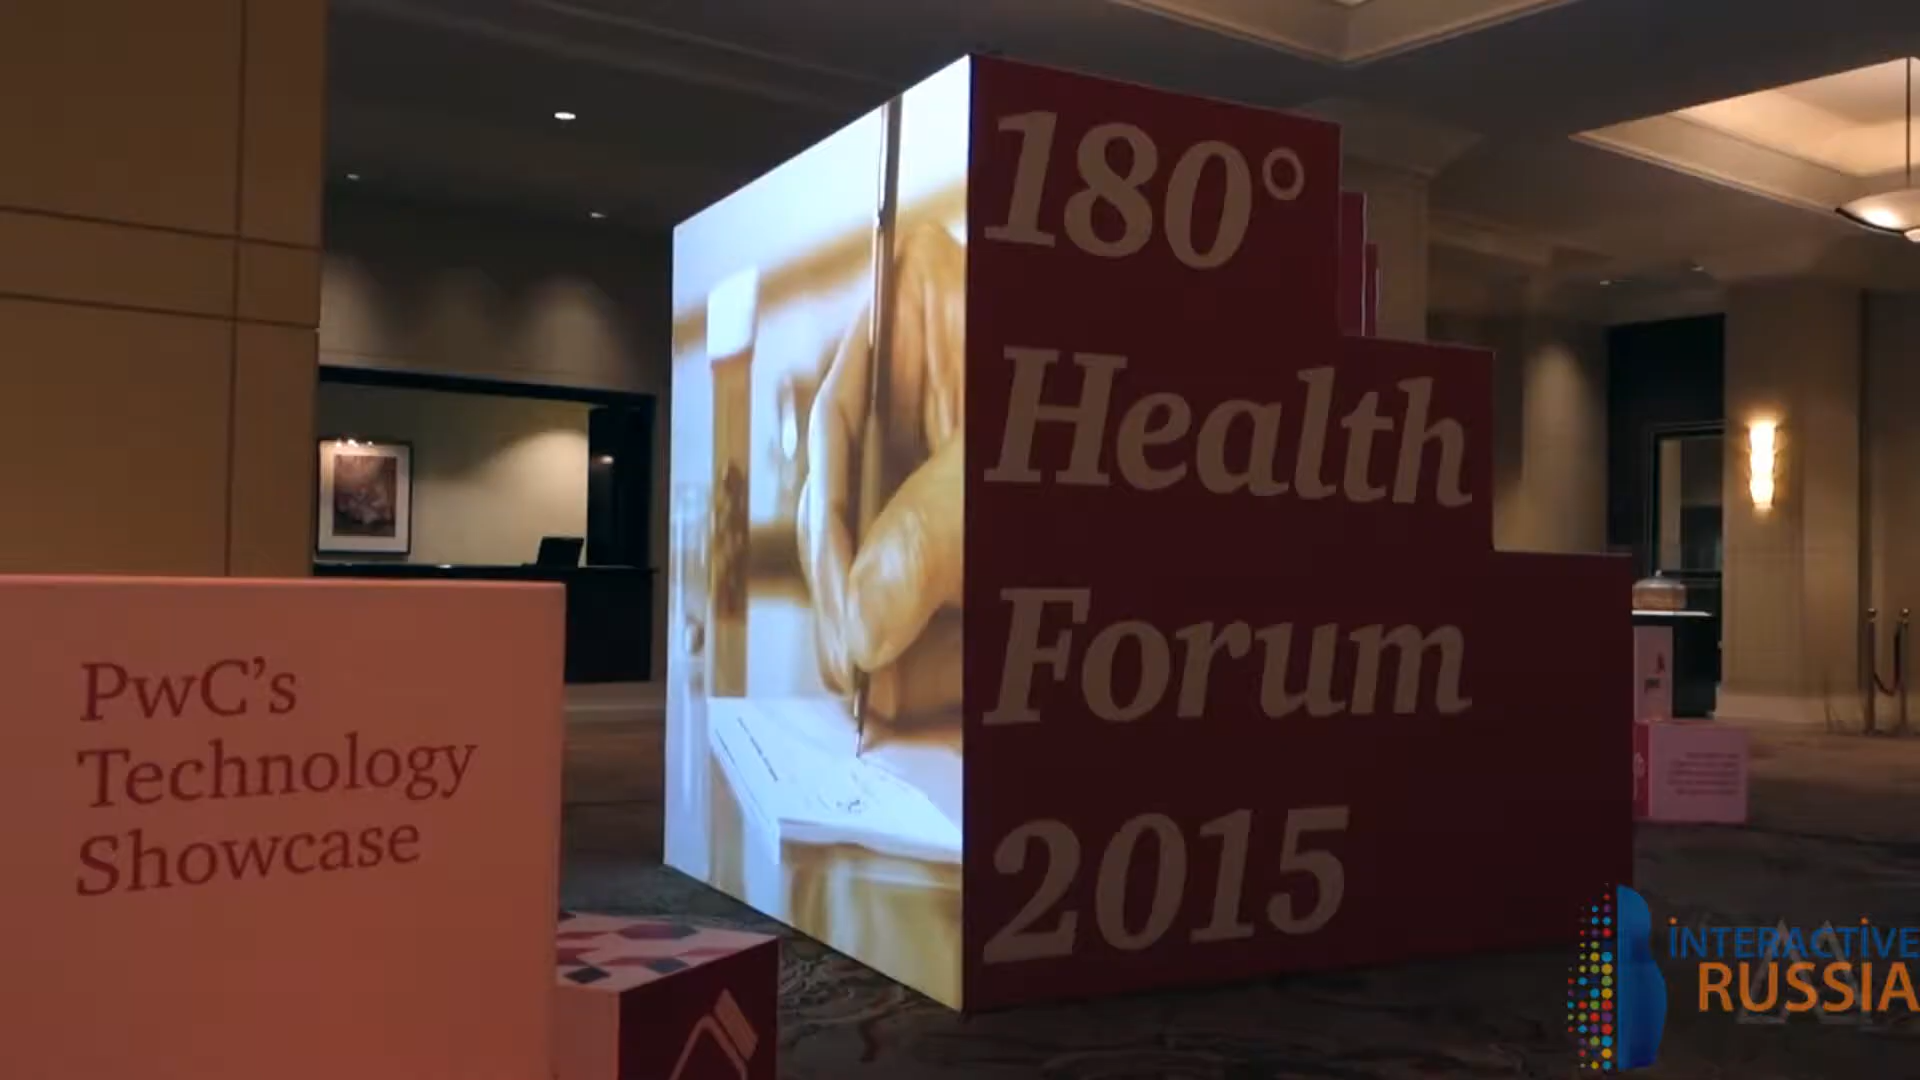 180°
Health
Forum
2015
PwC's
Technology
Showcase
INTERACTIVE
RUSSIA